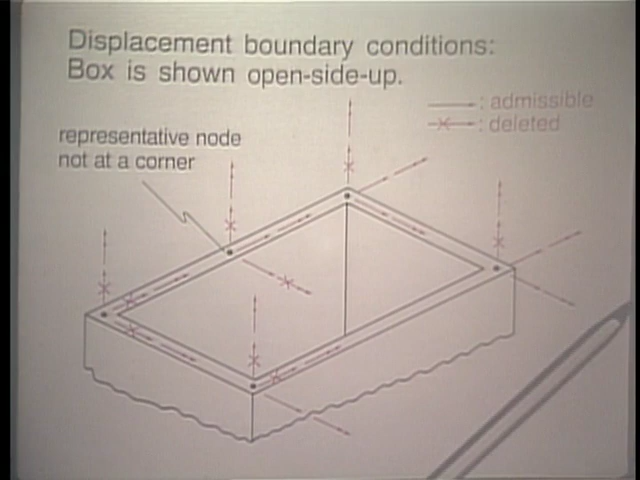 Displacement boundary conditions:
Box is shown open-side-up.
: admissible
: deleted
representative node
not at a corner